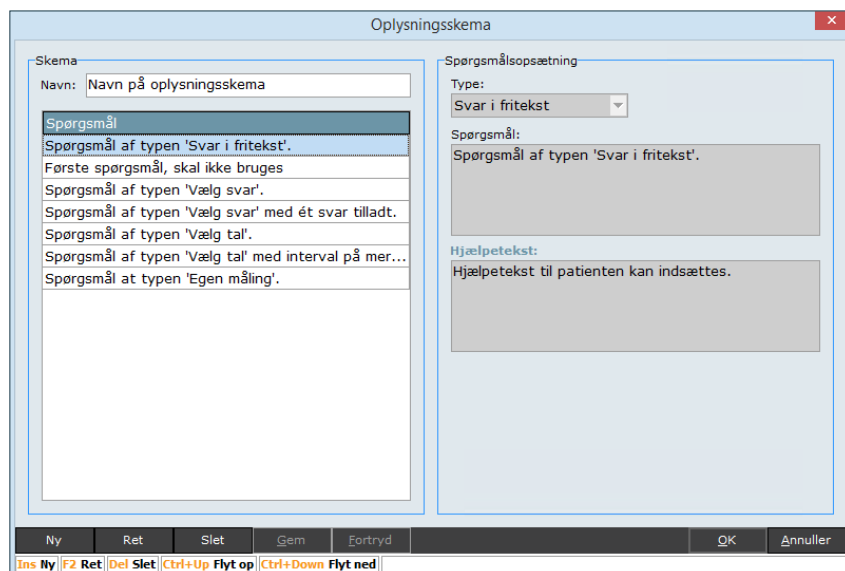 Oplysningsskema
Skema
Navn: Navn på oplysningsskema
Spørgsmål
Spørgsmål af typen 'Svar i fritekst'.
Første spørgsmål, skal ikke bruges
Spørgsmål af typen 'Vælg svar'.
Spørgsmål af typen 'Vælg svar' med ét svar tilladt.
Spørgsmål af typen 'Vælg tal'.
Spørgsmål af typen 'Vælg tal' med interval på mer...
Spørgsmål at typen 'Egen måling'.
Spørgsmålsopsætning
Type:
Svar i fritekst
Spørgsmål:
Spørgsmål af typen 'Svar i fritekst'.
Hjælpetekst:
Hjælpetekst til patienten kan indsættes.
Ny Ret Slet Gem Fortryd OK Annuller
Ins Ny F2 Ret Del Slet Ctrl+Up Flyt op Ctrl+Down Flyt ned